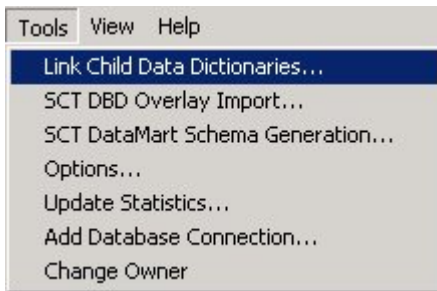 Tools View Help
Link Child Data Dictionaries...
SCT DBD Overlay Import...
SCT DataMart Schema Generation...
Options...
Update Statistics...
Add Database Connection...
Change Owner